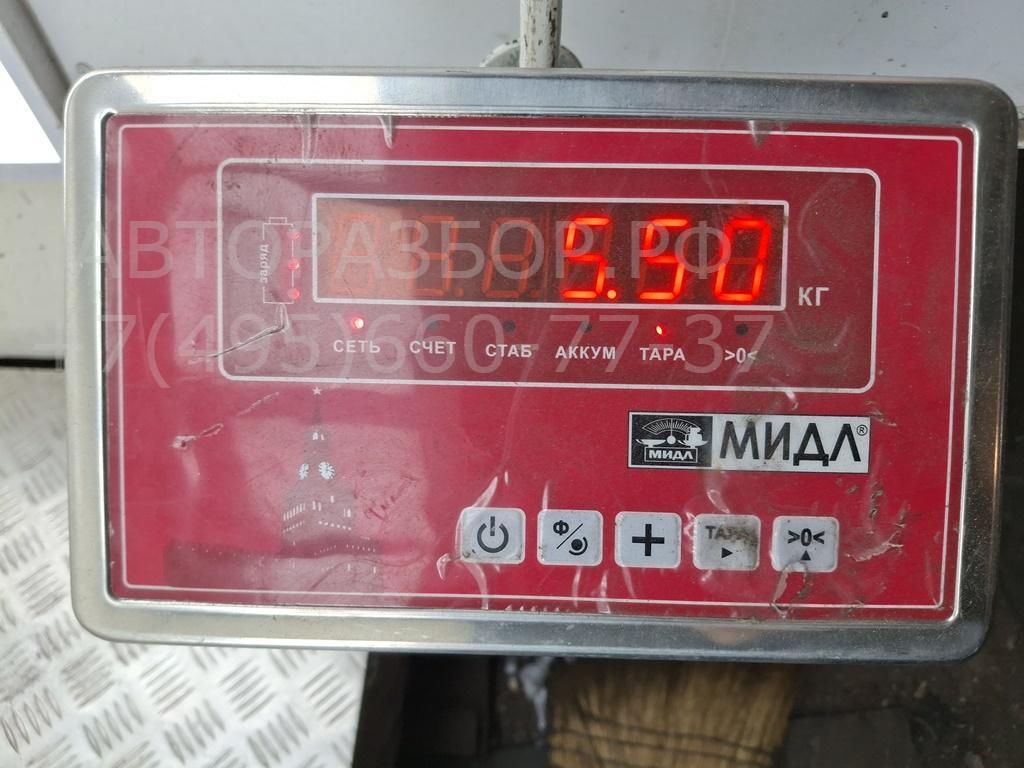 АВТОРАЗБОР.РФ
+7(495)660-77-37
заряд
5.50
КГ
СЕТЬ СЧЕТ СТАБ АККУМ ТАРА >0<
МИДЛ МИДЛ®
Ф ТАРА >0<